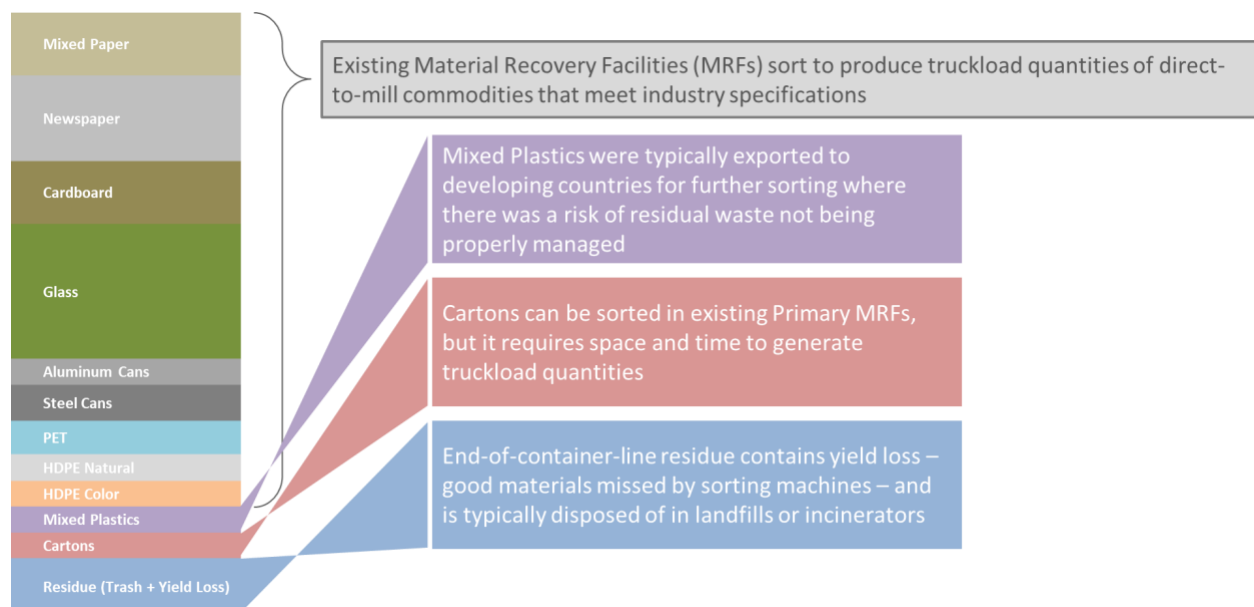 Mixed Paper
Newspaper
Cardboard
Glass
Aluminum Cans
Steel Cans
PET
HDPE Natural
HDPE Color
Mixed Plastics
Cartons
Residue (Trash + Yield Loss)
Existing Material Recovery Facilities (MRFs) sort to produce truckload quantities of direct-
to-mill commodities that meet industry specifications
Mixed Plastics were typically exported to
developing countries for further sorting where
there was a risk of residual waste not being
properly managed
Cartons can be sorted in existing Primary MRFs,
but it requires space and time to generate
truckload quantities
End-of-container-line residue contains yield loss –
good materials missed by sorting machines – and
is typically disposed of in landfills or incinerators